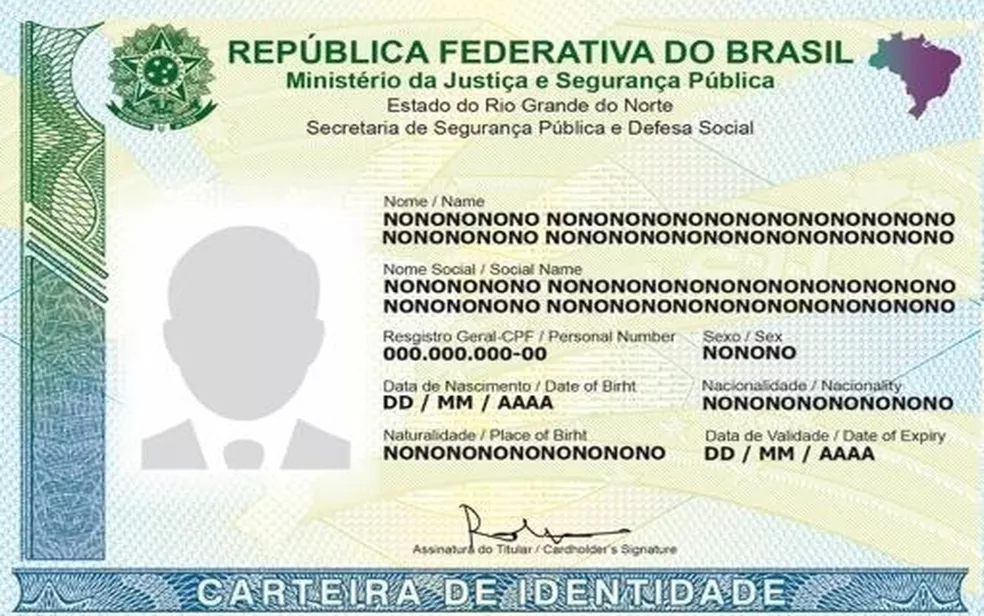 REPÚBLICA FEDERATIVA DO BRASIL
Ministério da Justiça e Segurança Pública
Estado do Rio Grande do Norte
Secretaria de Segurança Pública e Defesa Social
Nome / Name
NONONONONO NONONONONONONONONONONONONO
NONONONONO NONONONONONONONONONONONONO
Nome Social / Social Name
NONONONONO NONONONONONONONONONONONONO
NONONONONO NONONONONONONONONONONONONO
Resgistro Geral-CPF / Personal Number Sexo / Sex
000.000.000-00 NONONO
Data de Nascimento / Date of Birht Nacionalidade / Nacionality
DD / MM / AAAA NONONONONONONONO
Naturalidade / Place of Birht Data de Validade / Date of Expiry
NONONONONONONONONO DD / MM / AAAA
Assinatura do Titular / Cardholder's Signature
CARTEIRA DE IDENTIDADE